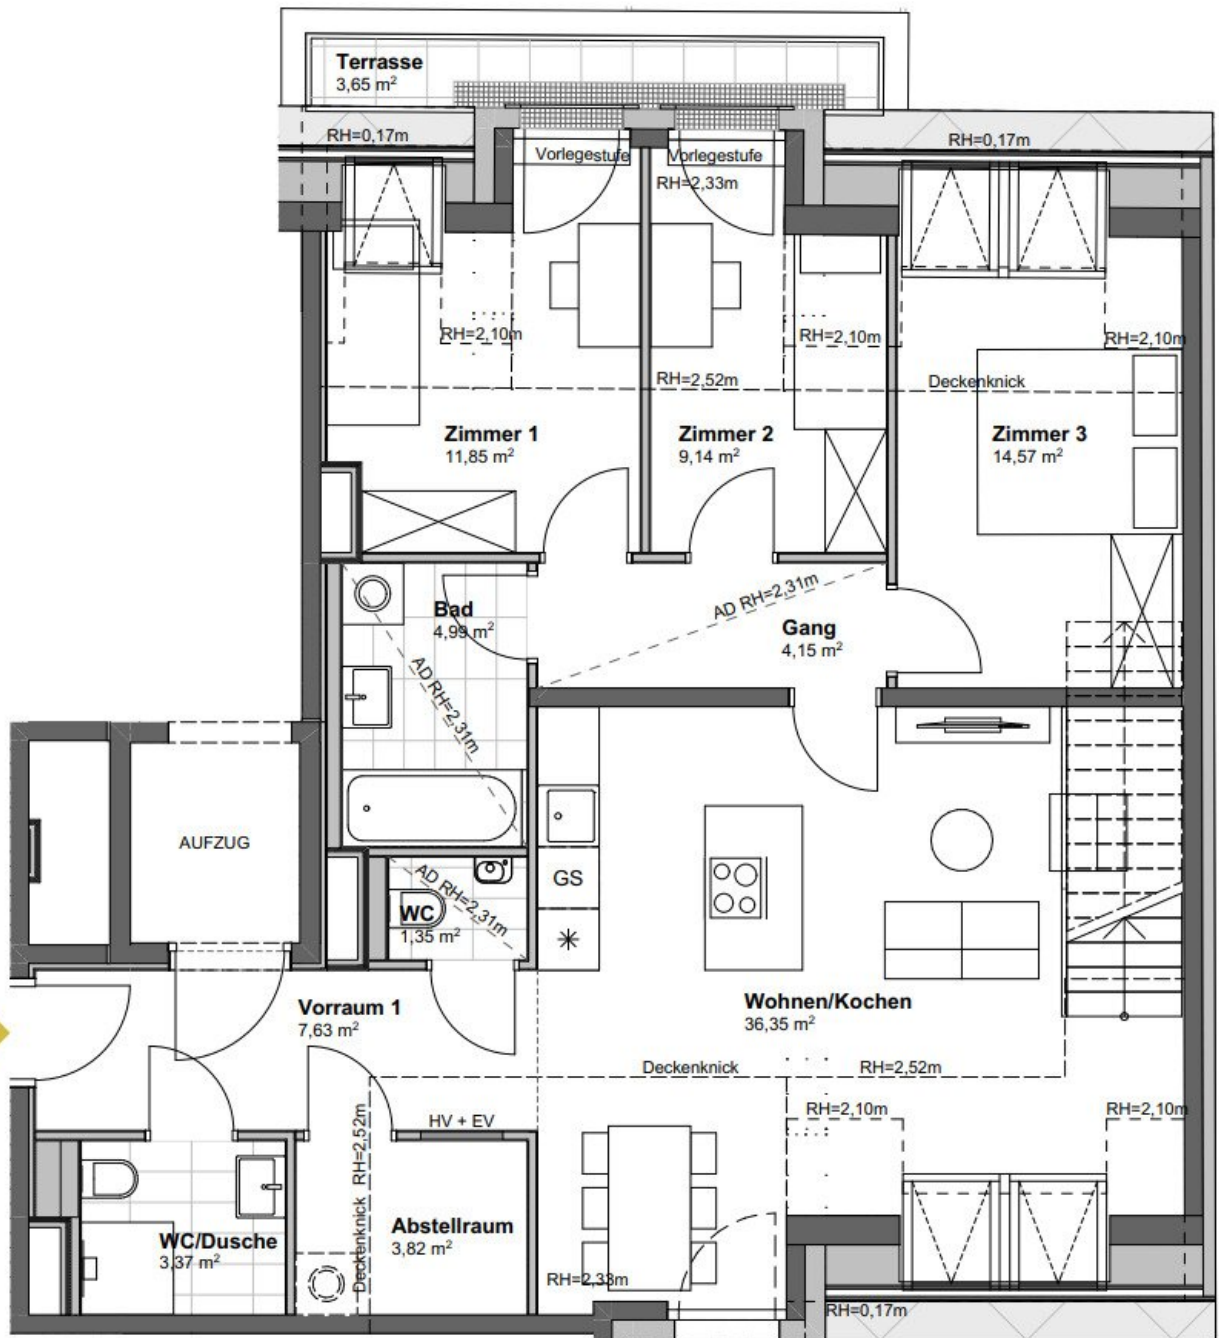 Terrasse
3,65 m²
RH=0,17m
RH=0,17m
Vorlegestufe
Vorlegestufe
RH=2,33m
RH=2,10m
RH=2,10m
RH=2,10m
RH=2,52m
Deckenknick
Zimmer 1
11,85 m²
Zimmer 2
9,14 m²
Zimmer 3
14,57 m²
AD RH=2,31m
Bad
4,99 m²
Gang
4,15 m²
AD RH=2,31m
AUFZUG
GS
AD RH=2,31m
WC
1,35 m²
Vorraum 1
7,63 m²
Wohnen/Kochen
36,35 m²
Deckenknick
RH=2,52m
RH=2,10m
RH=2,10m
HV + EV
Deckenknick RH=2,52m
WC/Dusche
3,37 m²
Abstellraum
3,82 m²
RH=2,33m
RH=0,17m